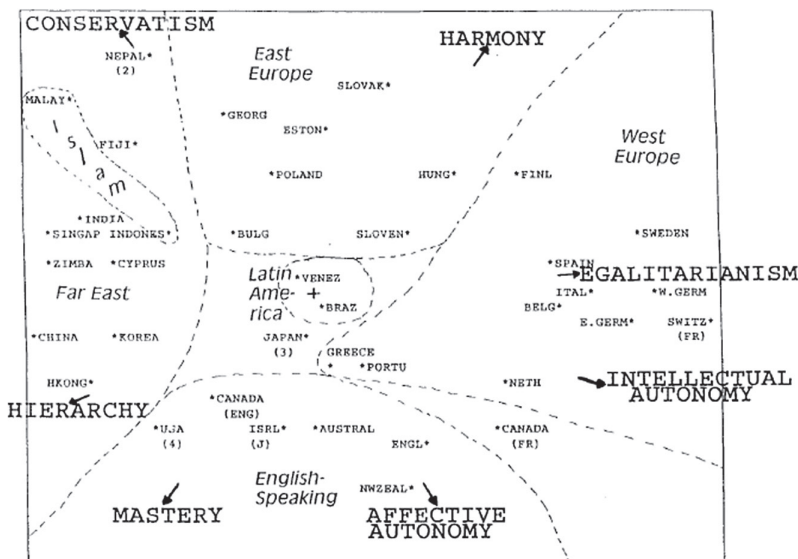 CONSERVATISM
East
Europe
HARMONY
NEPAL*
(2)
SLOVAK*
MALAY*
*GEORG
ESTON*
West
Europe
Islam
FIJI*
*POLAND
HUNG*
*FINL
*INDIA
*SINGAP INDONES*
*BULG
SLOVEN*
*SWEDEN
*ZIMBA
*CYPRUS
Latin
Ame-
rica
*VENEZ
+
*BRAZ
*SPAIN
EGALITARIANISM
Far East
ITAL*
*W.GERM
BELG*
E.GERM*
SWITZ*
(FR)
*CHINA
*KOREA
JAPAN*
(3)
GREECE
*
*PORTU
HKONG*
*NETH
INTELLECTUAL
AUTONOMY
HIERARCHY
*CANADA
(ENG)
*USA
(4)
ISRL*
(J)
*AUSTRAL
ENGL*
*CANADA
(FR)
English-
Speaking
NWZEAL*
MASTERY
AFFECTIVE
AUTONOMY